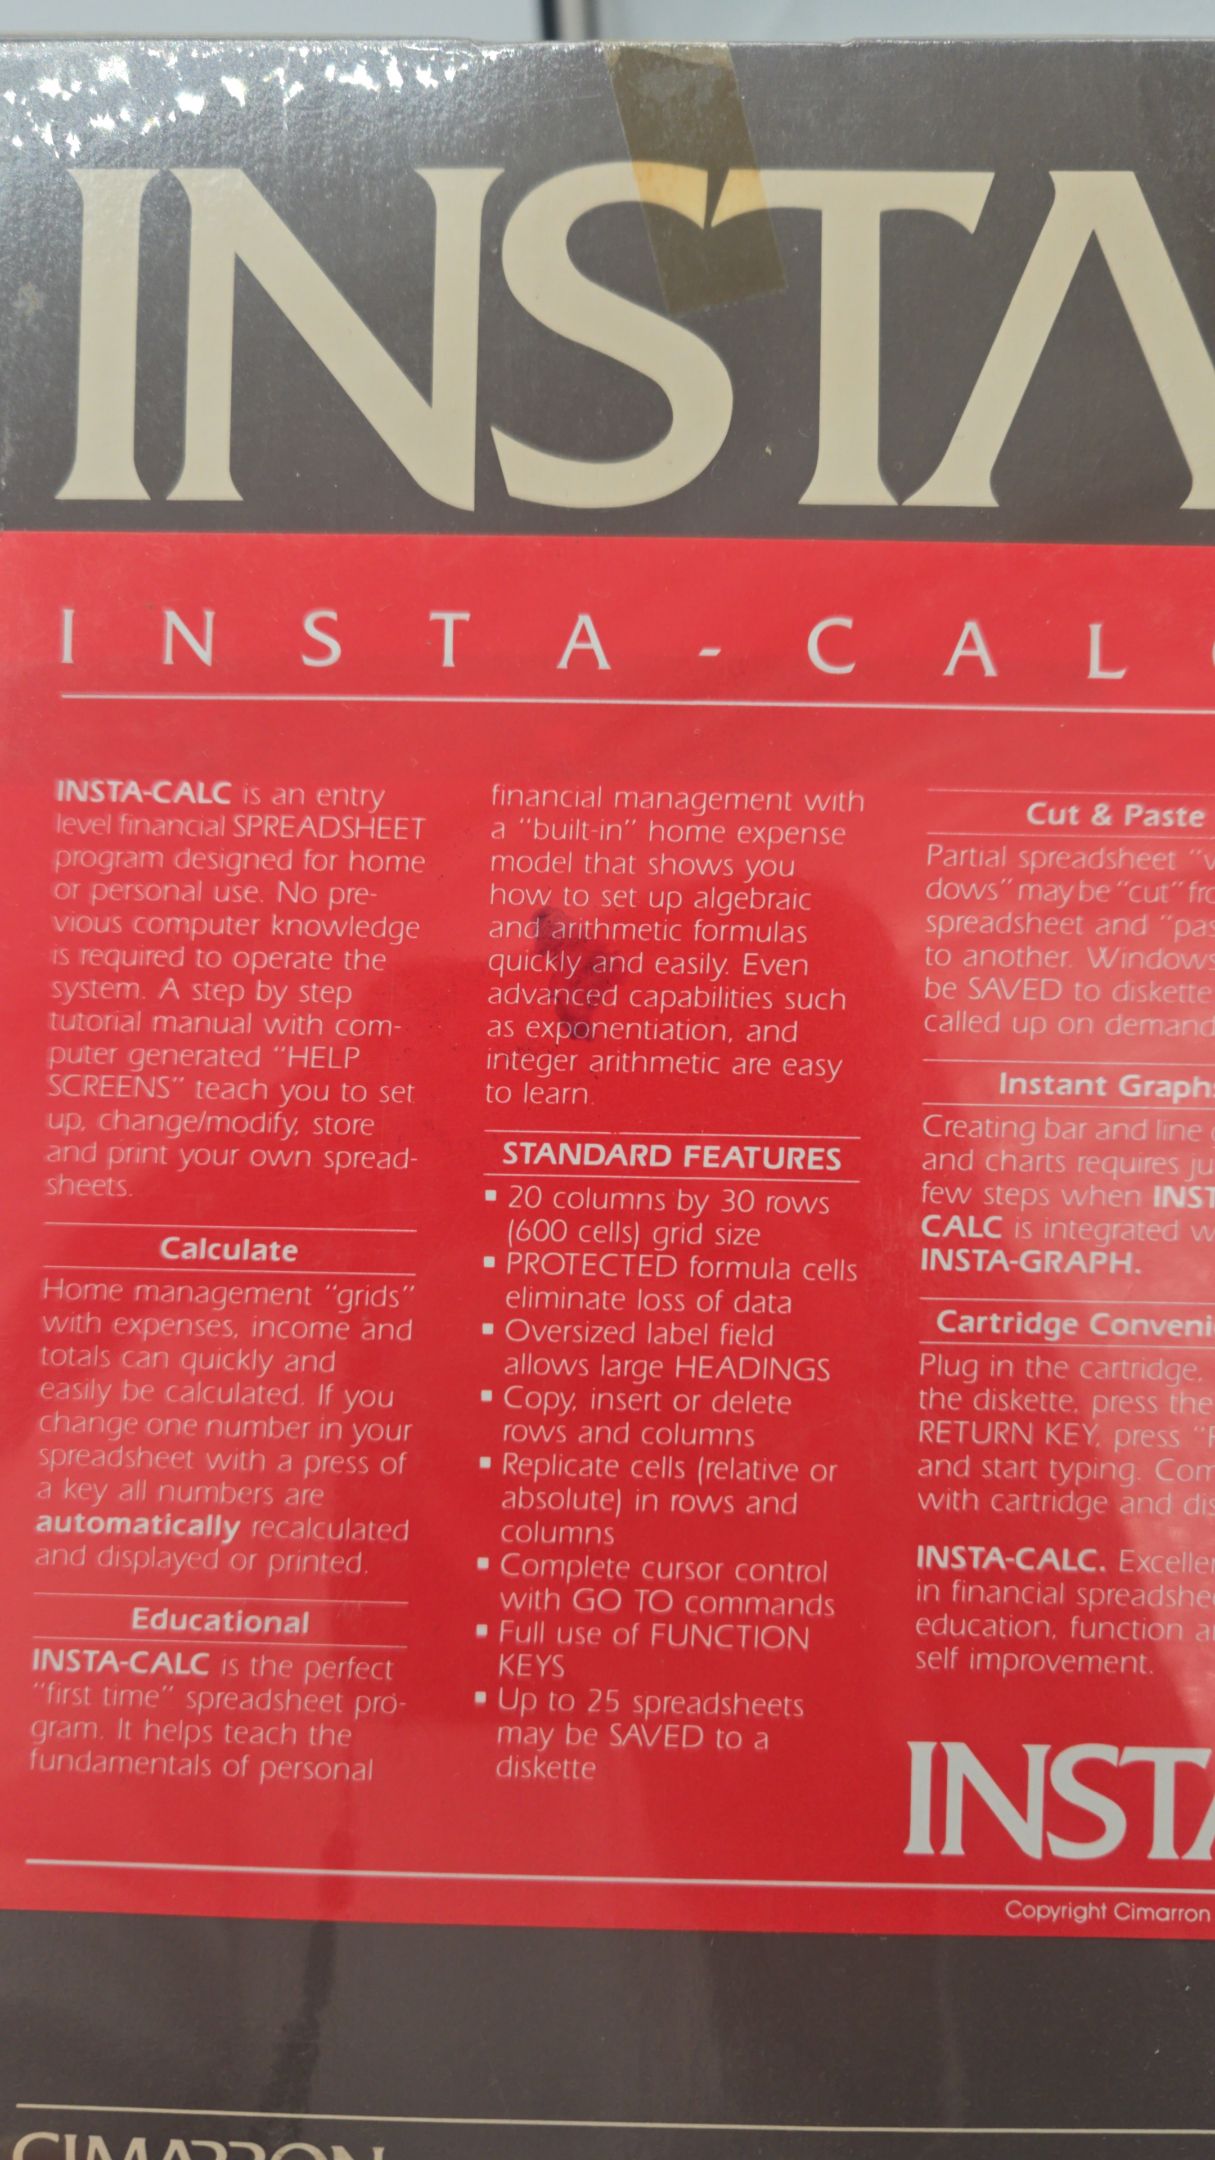 INSTA
INSTA-CAL
INSTA-CALC is an entry
level financial SPREADSHEET
program designed for home
or personal use. No pre-
vious computer knowledge
is required to operate the
system. A step by step
tutorial manual with com-
puter generated "HELP
SCREENS" teach you to set
up, change/modify, store
and print your own spread-
sheets.
Calculate
Home management "grids"
with expenses, income and
totals can quickly and
easily be calculated. If you
change one number in your
spreadsheet with a press of
a key all numbers are
automatically recalculated
and displayed or printed.
Educational
INSTA-CALC is the perfect
"first time" spreadsheet pro-
gram. It helps teach the
fundamentals of personal
financial management with
a "built-in" home expense
model that shows you
how to set up algebraic
and arithmetic formulas
quickly and easily. Even
advanced capabilities such
as exponentiation, and
integer arithmetic are easy
to learn.
STANDARD FEATURES
▪ 20 columns by 30 rows
(600 cells) grid size
▪ PROTECTED formula cells
eliminate loss of data
▪ Oversized label field
allows large HEADINGS
▪ Copy, insert or delete
rows and columns
▪ Replicate cells (relative or
absolute) in rows and
columns
▪ Complete cursor control
with GO TO commands
▪ Full use of FUNCTION
KEYS
▪ Up to 25 spreadsheets
may be SAVED to a
diskette
Cut & Paste
Partial spreadsheet
dows" may be "cut"
spreadsheet and
to another. Windows
be SAVED to diskette
called up on demand
Instant Graphs
Creating bar and line
and charts requires
few steps when INST
CALC is integrated
INSTA-GRAPH.
Cartridge
Plug in the cartridge,
the diskette, press the
RETURN KEY, press
and start typing.
with cartridge and
INSTA-CALC.
in financial
education, function
self improvement.
INSTA
Copyright Cimarron
CIMARRON